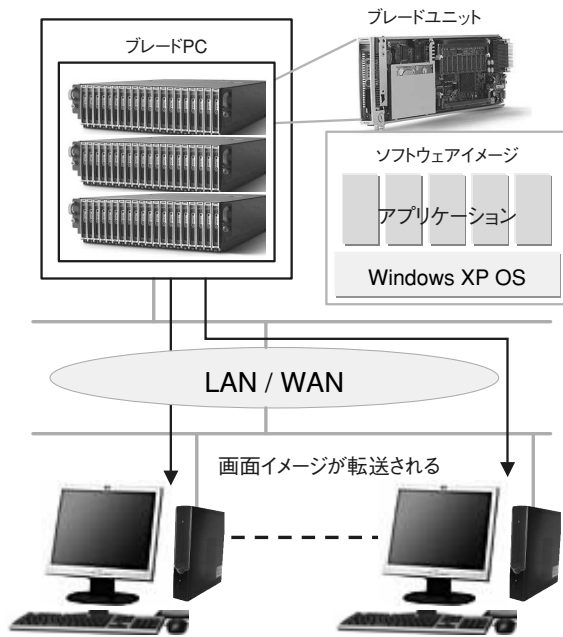 ブレードユニット
ブレードPC
ソフトウェアイメージ
アプリケーション
Windows XP OS
LAN / WAN
画面イメージが転送される